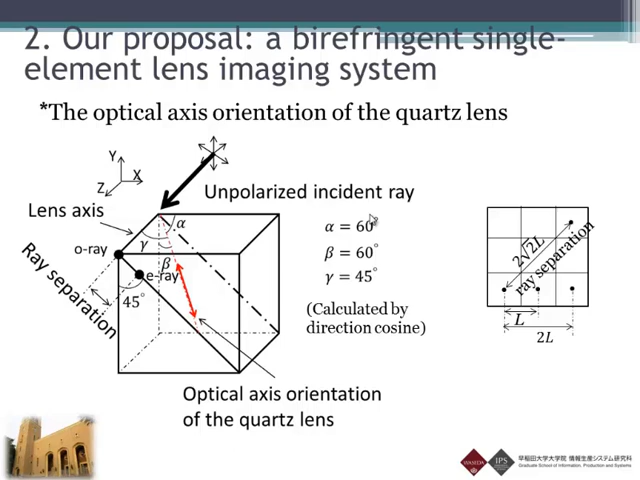 2. Our proposal: a birefringent single-
element lens imaging system
*The optical axis orientation of the quartz lens
Y
X
Z
Unpolarized incident ray
Lens axis
α
γ
β
o-ray
e-ray
Ray separation
45°
α = 60°
β = 60°
γ = 45°
(Calculated by
direction cosine)
2√2L
ray separation
L
2L
Optical axis orientation
of the quartz lens
WASEDA
IPS
早稲田大学大学院 情報生産システム研究科
Graduate School of Information, Production and Systems